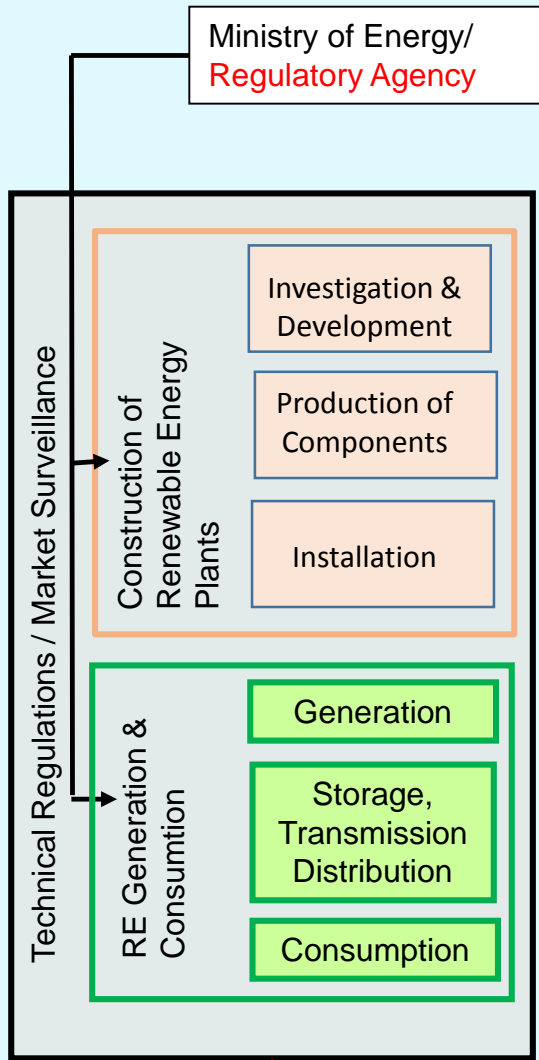 Ministry of Energy/
Regulatory Agency
Technical Regulations / Market Surveillance
Construction of
Renewable Energy
Plants
Investigation &
Development
Production of
Components
Installation
RE Generation &
Consumtion
Generation
Storage,
Transmission
Distribution
Consumption